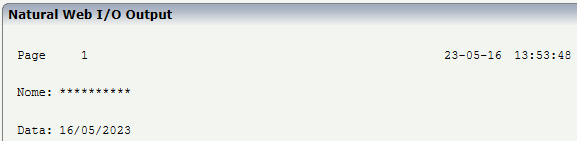 Natural Web I/O Output
Page 1 23-05-16 13:53:48
Nome: **********
Data: 16/05/2023